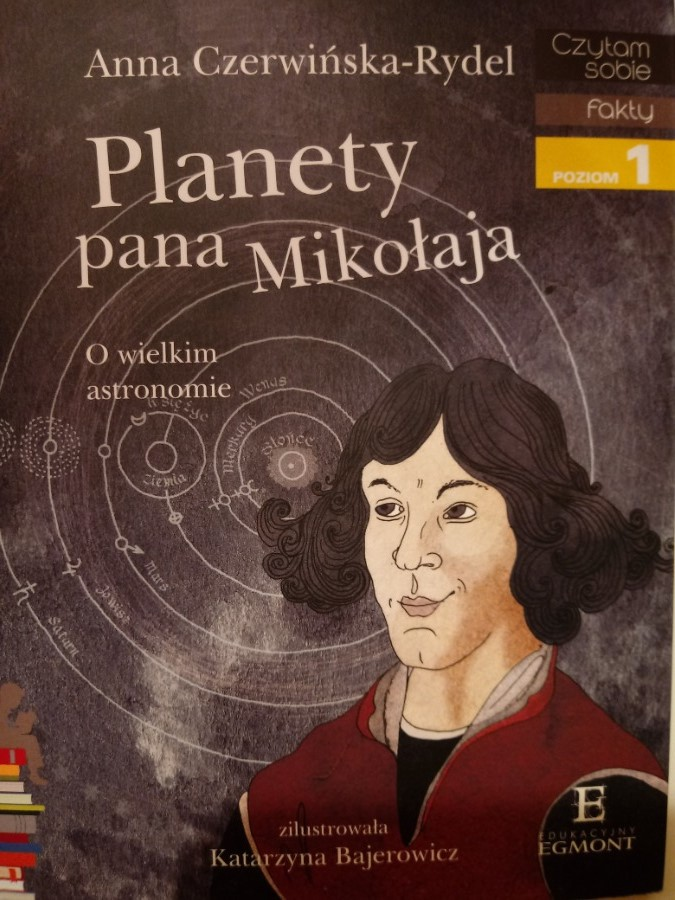 Anna Czerwińska-Rydel
Czytam
sobie
fakty
POZIOM 1
Planety
pana Mikołaja
O wielkim
astronomie
Księżyc
Wenus
Merkury
Słońce
Ziemia
Mars
Jowisz
Saturn
zilustrowała
Katarzyna Bajerowicz
E
EDUKACYJNY
EGMONT